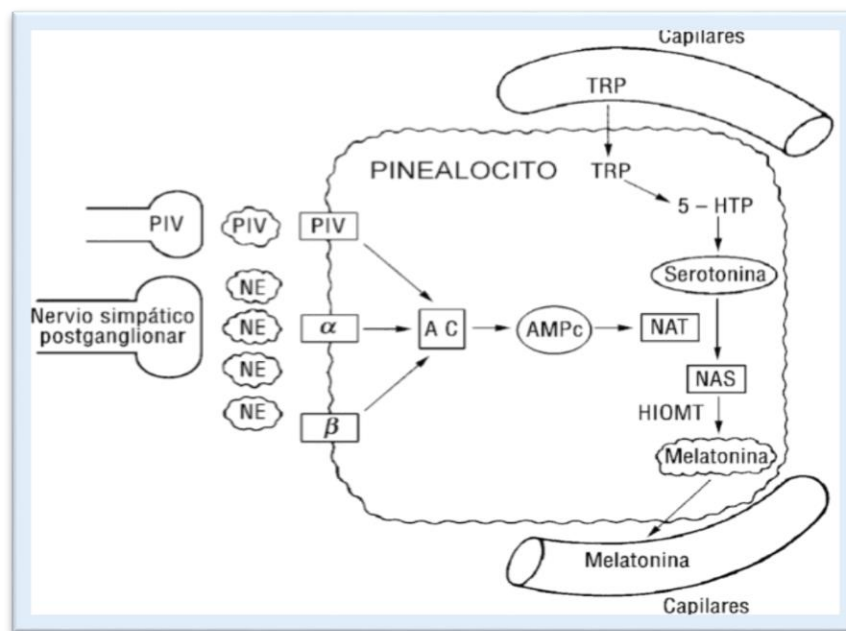 Capilares
TRP
PINEALOCITO
TRP
5 – HTP
PIV
PIV
PIV
Serotonina
NE
Nervio simpático
postganglionar
NE
α
A C
AMPc
NAT
NE
NAS
NE
β
HIOMT
Melatonina
Melatonina
Capilares